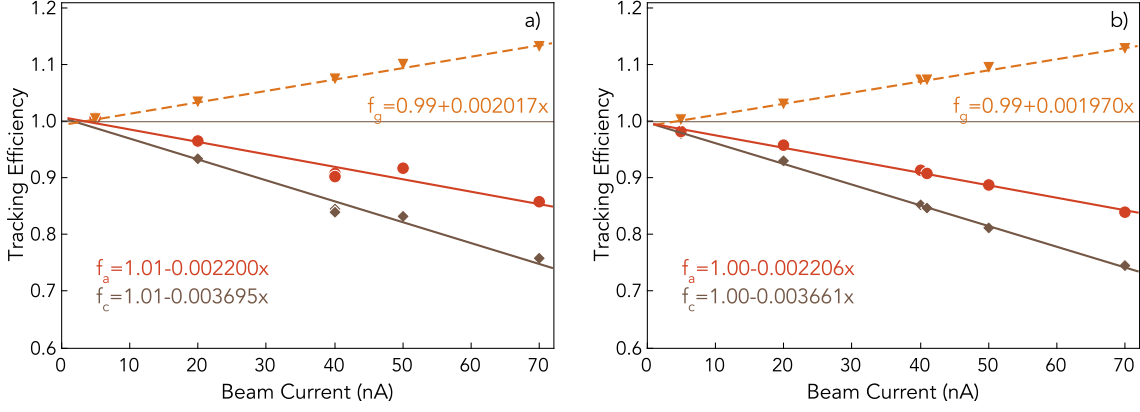 a)
1.2
1.1
1.0
0.9
0.8
0.7
0.6
Tracking Efficiency
f_g=0.99+0.002017x
f_a=1.01-0.002200x
f_c=1.01-0.003695x
0 10 20 30 40 50 60 70
Beam Current (nA)
b)
1.2
1.1
1.0
0.9
0.8
0.7
0.6
Tracking Efficiency
f_g=0.99+0.001970x
f_a=1.00-0.002206x
f_c=1.00-0.003661x
0 10 20 30 40 50 60 70
Beam Current (nA)